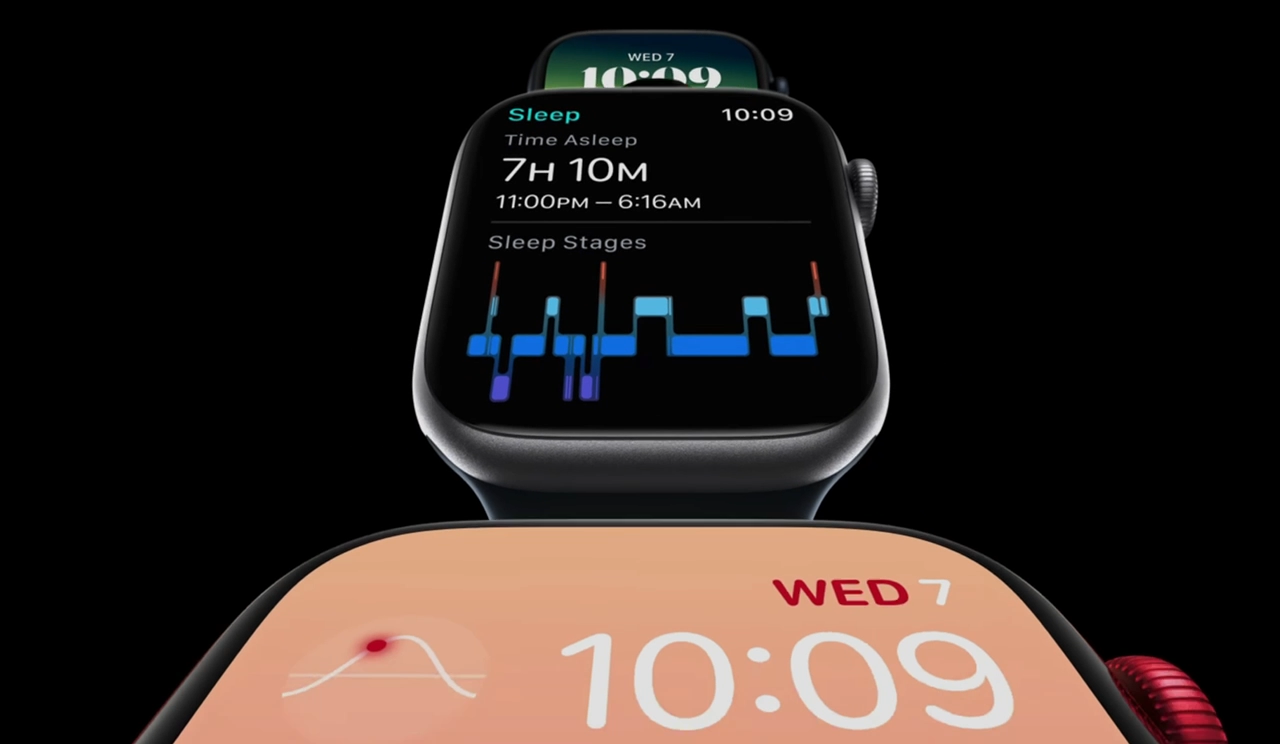 WED 7
10:09
Sleep 10:09
Time Asleep
7H 10M
11:00PM – 6:16AM
Sleep Stages
WED 7
10:09